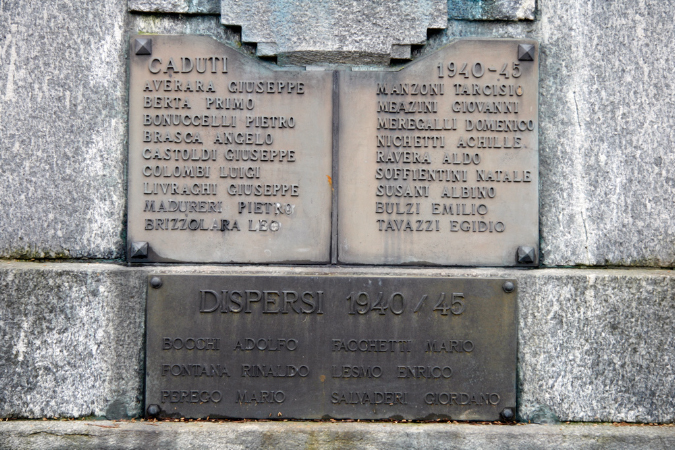 CADUTI
AVERARA GIUSEPPE
BERTA PRIMO
BONUCCELLI PIETRO
BRASCA ANGELO
CASTOLDI GIUSEPPE
COLOMBI LUIGI
LIVRAGHI GIUSEPPE
MADURERI PIETRO
BRIZZOLARA LEO
1940-45
MANZONI TARCISIO
MEAZINI GIOVANNI
MEREGALLI DOMENICO
NICHETTI ACHILLE
RAVERA ALDO
SOFFIENTINI NATALE
SUSANI ALBINO
BULZI EMILIO
TAVAZZI EGIDIO
DISPERSI 1940/45
BOCCHI ADOLFO
FONTANA RINALDO
PEREGO MARIO
FACCHETTI MARIO
LESMO ENRICO
SALVADERI GIORDANO